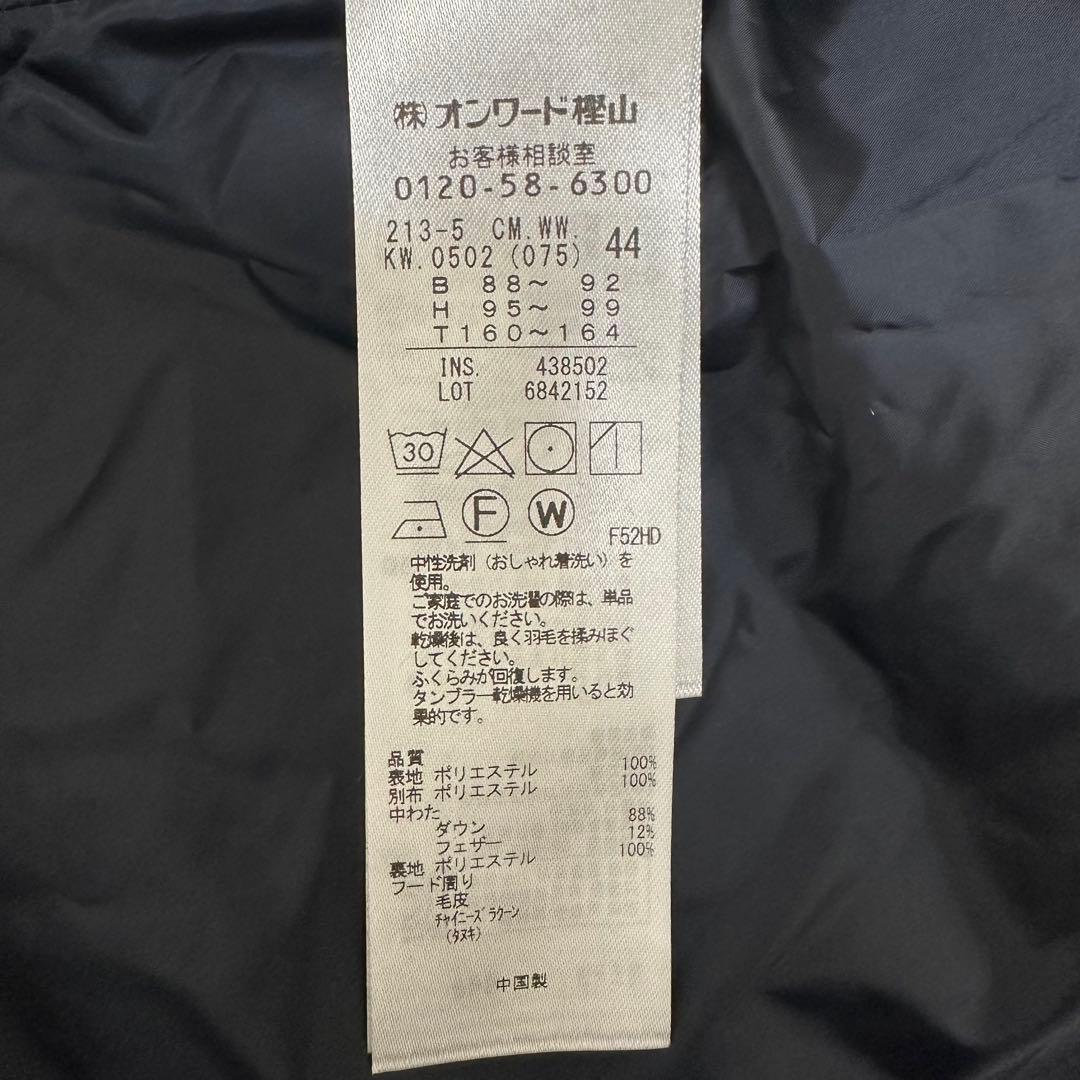 (株)オンワード樫山
お客様相談室
0120-58-6300
213-5 CM.WW.
KW.0502 (075) 44
B 88〜 92
H 95〜 99
T160〜164
INS. 438502
LOT 6842152
30
F W F52HD
中性洗剤（おしゃれ着洗い）を
使用。
ご家庭でのお洗濯の際は、単品
でお洗いください。
乾燥後は、良く羽毛を揉みほぐ
してください。
ふくらみが回復します。
タンブラー乾燥機を用いると効
果的です。
品質
表地 ポリエステル 100%
別布 ポリエステル 100%
中わた
ダウン 88%
フェザー 12%
裏地 ポリエステル 100%
フード周り
毛皮
チャイニーズラクーン
(タヌキ)
中国製